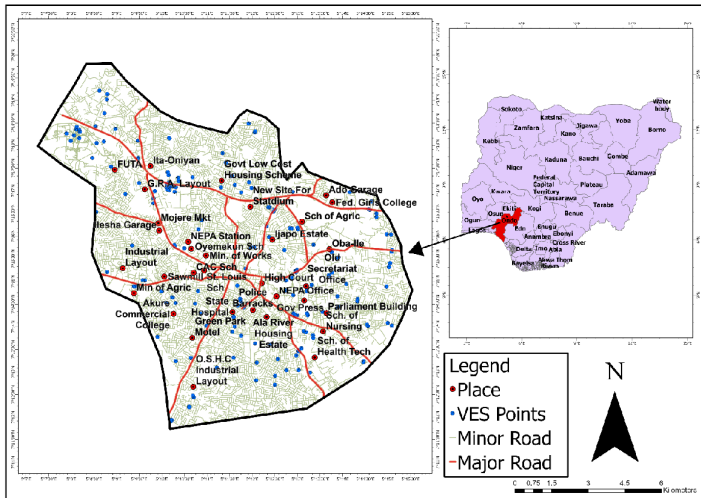 FUTA
Ita-Oniyan
G.R.A. Layout
Govt Low Cost
Housing Scheme
New Site For
Statdium
Ado Garage
Fed. Girls College
Mojere Mkt
Ilesha Garage
Sch of Agric
NEPA Station
Oyemekun Sch
Ijapo Estate
Oba-Ile
Min. of Works
Industrial
Layout
Old
Secretariat
Office
CAC Sch
Sawmill
St. Louis
Sch
High Court
Min of Agric
Police
Barracks
NEPA Office
State
Hospital
Gov Press
Parliament Building
Akure
Commercial
College
Green Park
Motel
Ala River
Housing
Estate
Sch. of
Nursing
Sch. of
Health Tech
O.S.H.C
Industrial
Layout
Sokoto
Katsina
Water
body
Zamfara
Jigawa
Yobe
Kano
Borno
Kebbi
Kaduna
Bauchi
Gombe
Niger
Adamawa
Federal
Capital
Territory
Plateau
Kwara
Nassarawa
Oyo
Taraba
Ekiti
Kogi
Osun
Benue
Ogun
Ondo
Edo
Enugu
Lagos
Ebonyi
Anambra
Cross River
Delta
Imo
Abia
Bayelsa
Akwa Ibom
Rivers
Legend
Place
VES Points
Minor Road
Major Road
N
0 0.75 1.5 3 4.5 6
Kilometers